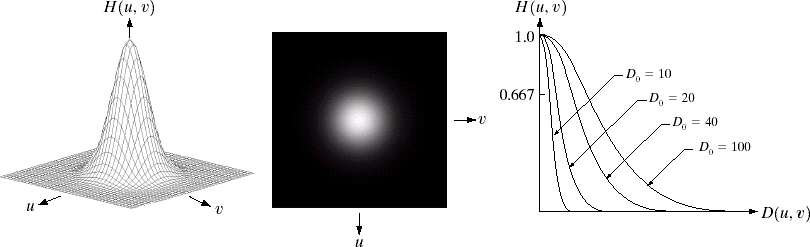 H(u, v)
u
v
v
u
H(u, v)
1.0
0.667
D₀ = 10
D₀ = 20
D₀ = 40
D₀ = 100
D(u, v)